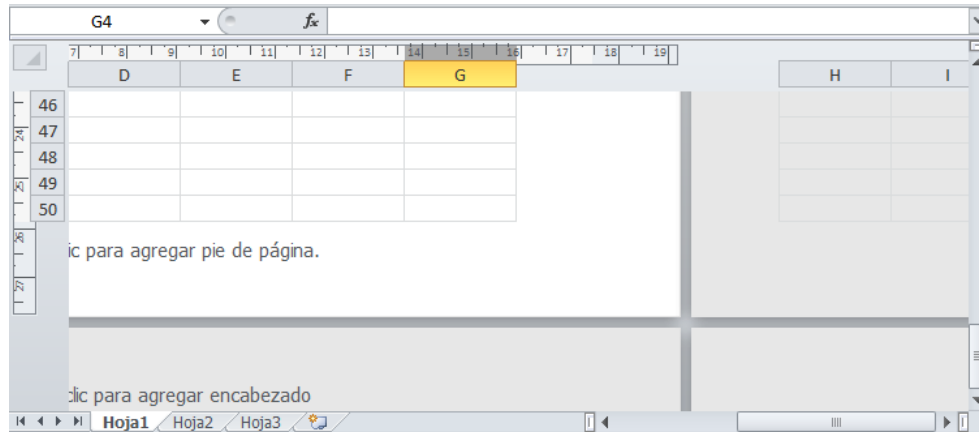 G4 fx
7 8 9 10 11 12 13 14 15 16 17 18 19
D E F G H I
46
24 47
48
25 49
50
26
ic para agregar pie de página.
27
clic para agregar encabezado
Hoja1 Hoja2 Hoja3